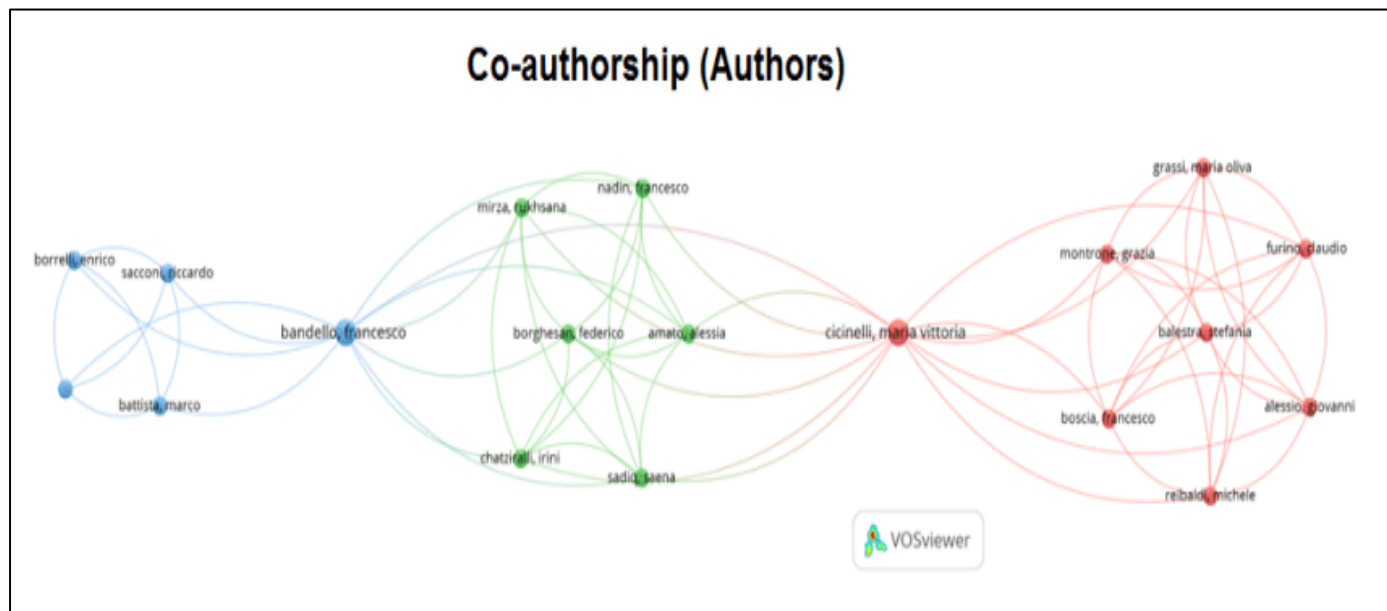 Co-authorship (Authors)
grassi, maria oliva
nadin, francesco
mirza, rukhsana
furino, claudio
montrone, grazia
borrelli, enrico
sacconi, riccardo
bandello, francesco
borghesan, federico
amato, alessia
cicinelli, maria vittoria
balestra, stefania
battista, marco
alessio, giovanni
boscia, francesco
chatziralli, irini
sadiq, saena
reibaldi, michele
VOSviewer